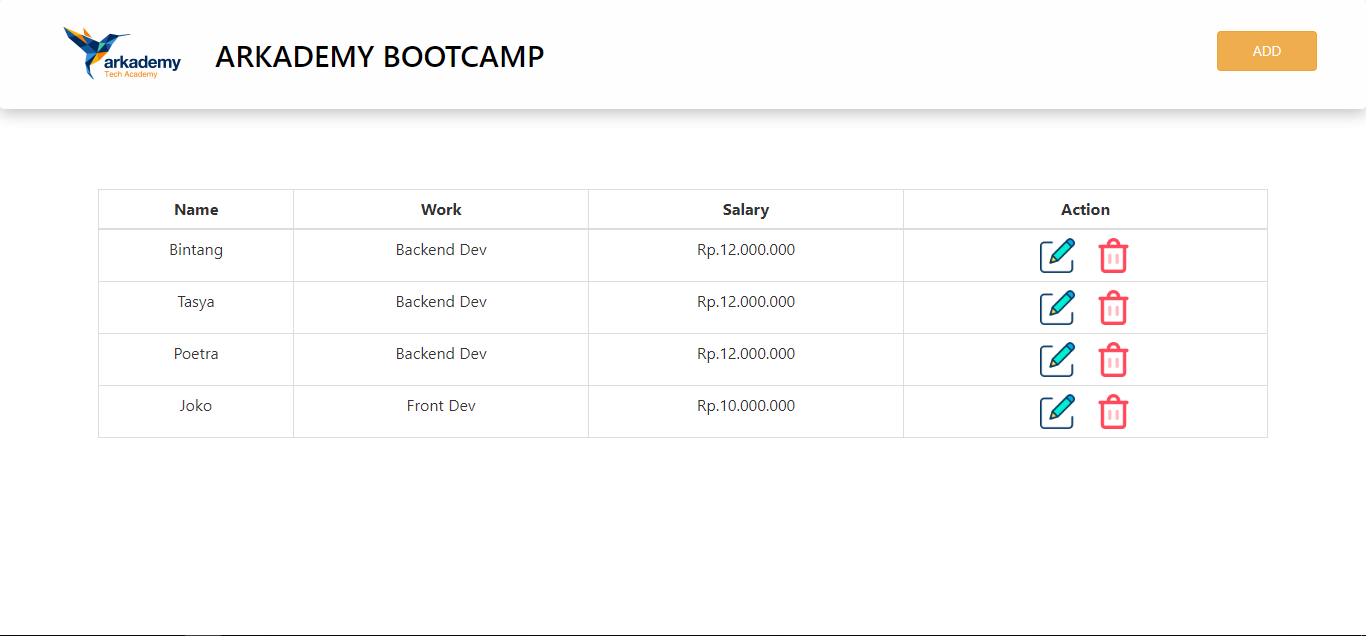 arkademy
Tech Academy
ARKADEMY BOOTCAMP
ADD
Name Work Salary Action
Bintang Backend Dev Rp.12.000.000
Tasya Backend Dev Rp.12.000.000
Poetra Backend Dev Rp.12.000.000
Joko Front Dev Rp.10.000.000